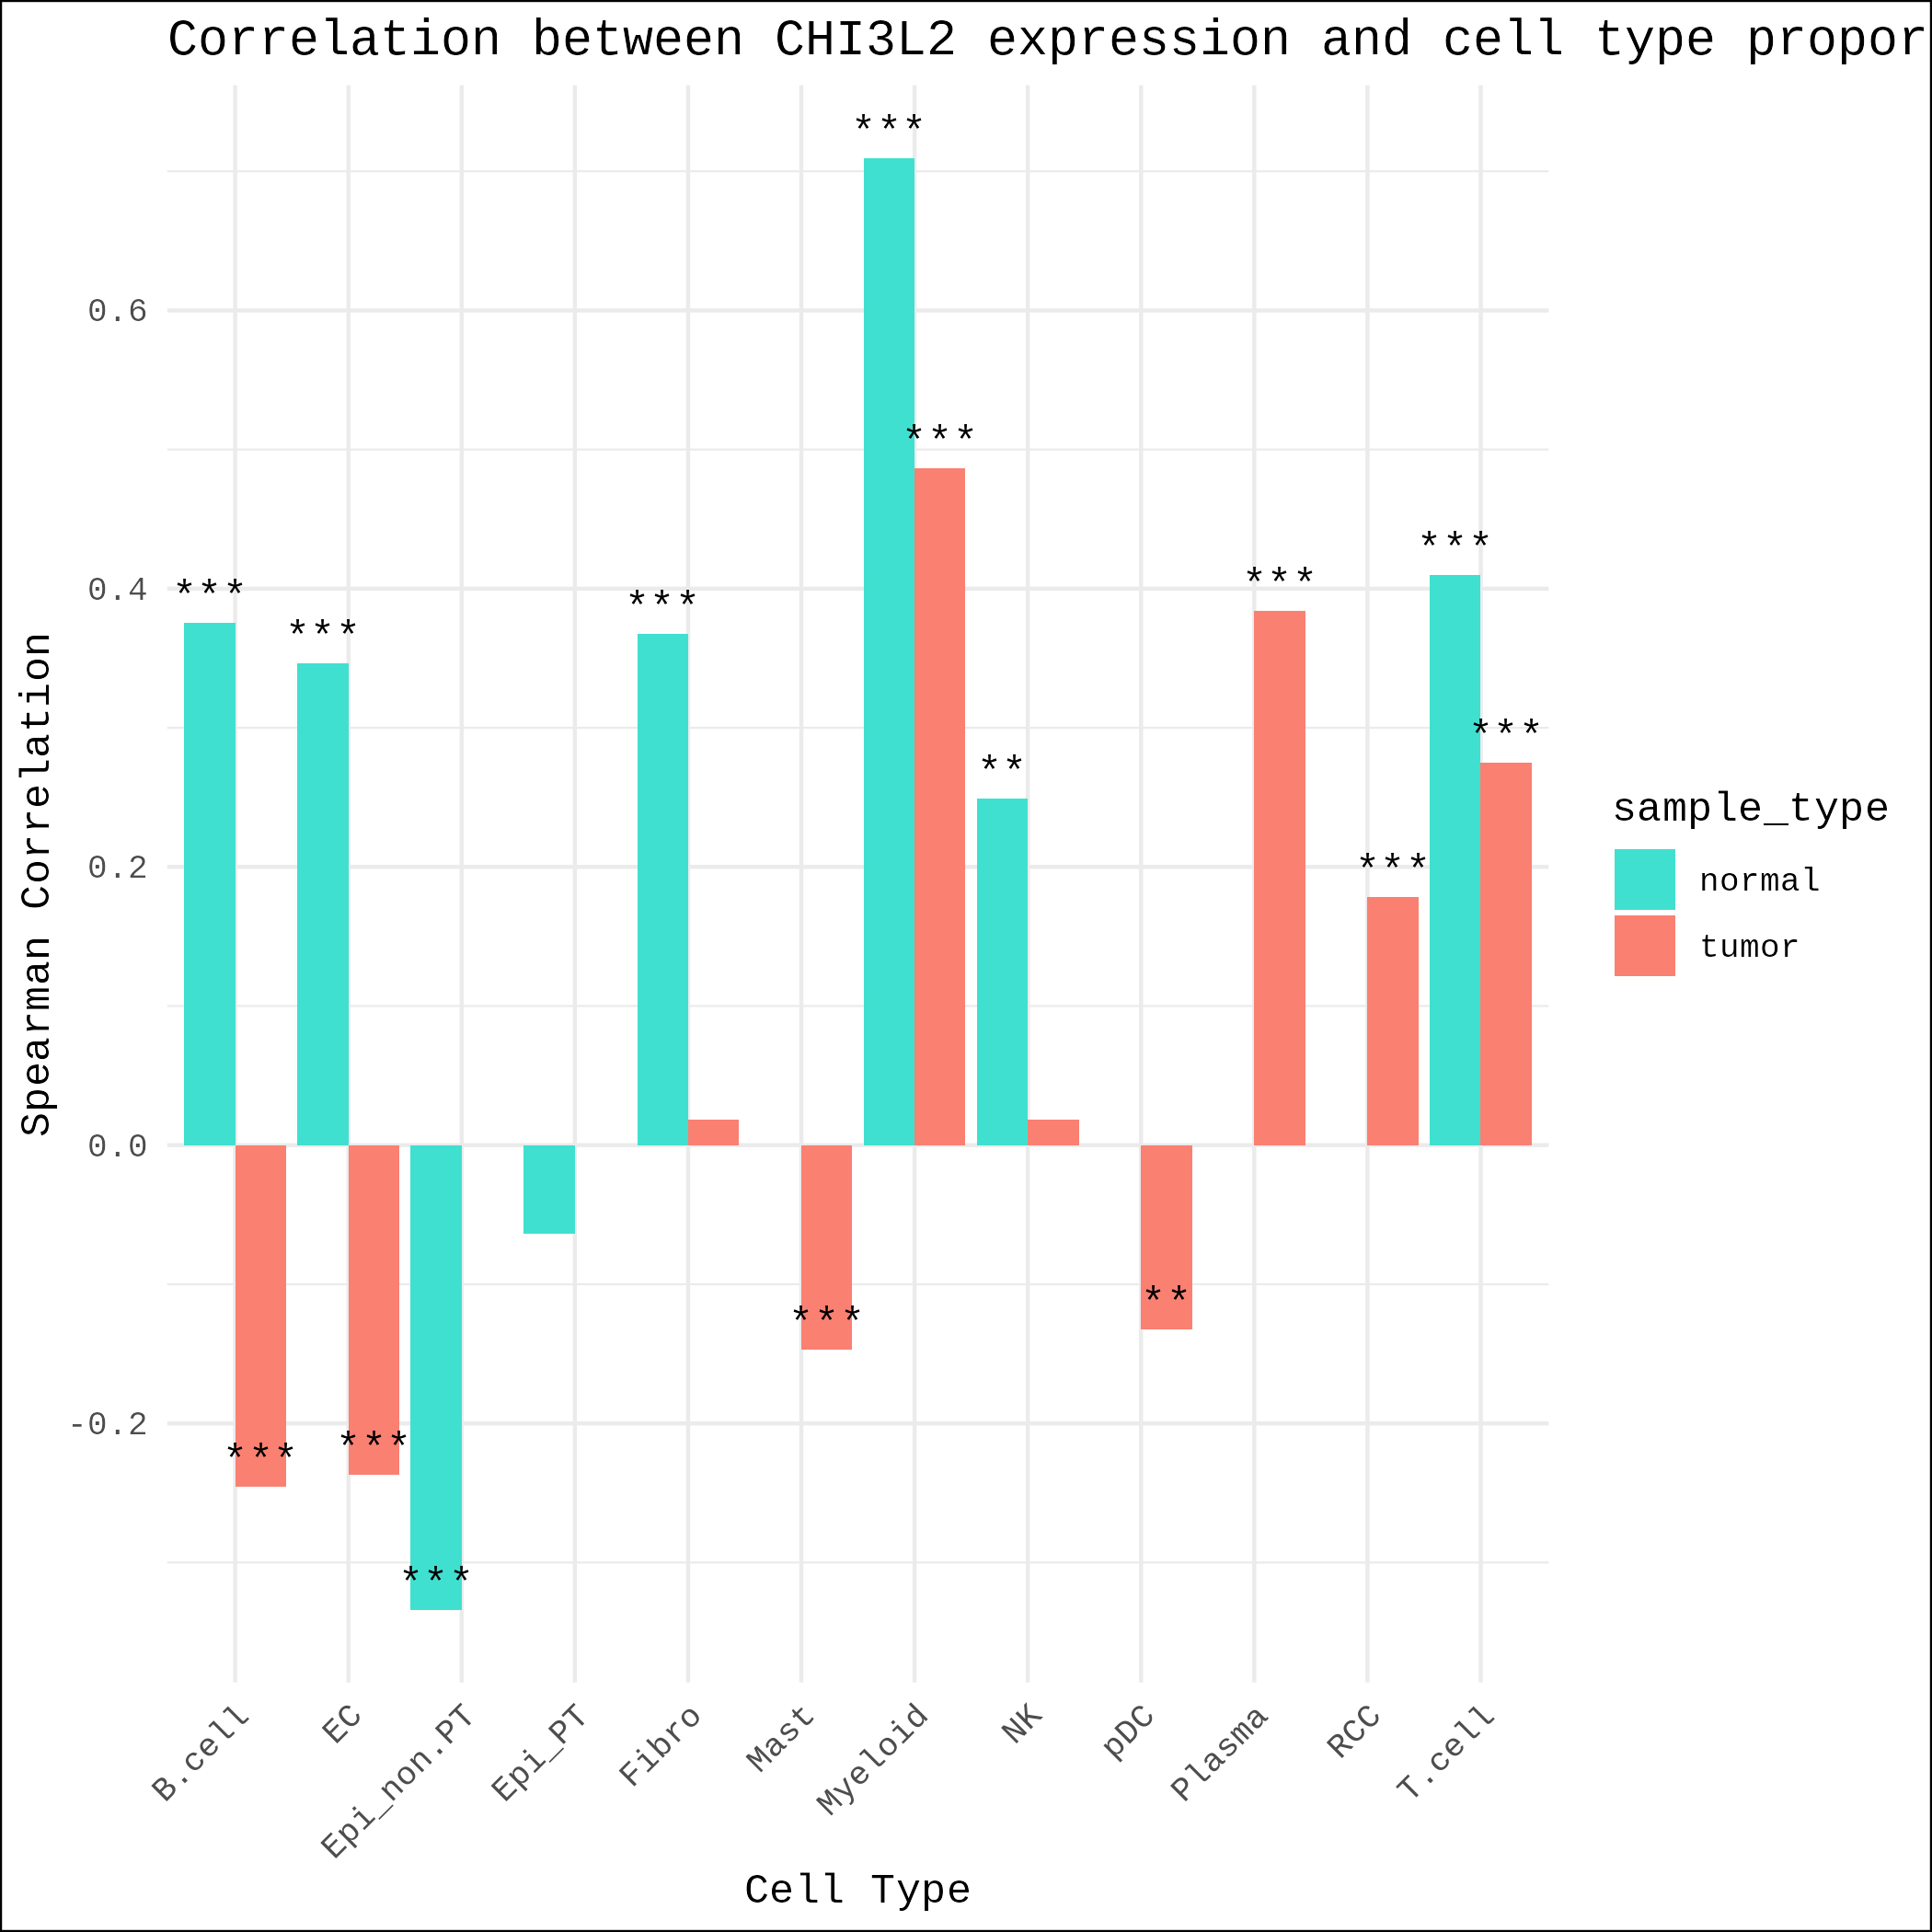 Correlation between CHI3L2 expression and cell type propor
***
0.6
***
***
***
0.4
***
***
***
***
***
**
sample_type
0.2
***
normal
tumor
0.0
**
***
-0.2
***
***
***
Spearman Correlation
B.cell
EC
Epi_non.PT
Epi_PT
Fibro
Mast
Myeloid
NK
pDC
Plasma
RCC
T.cell
Cell Type